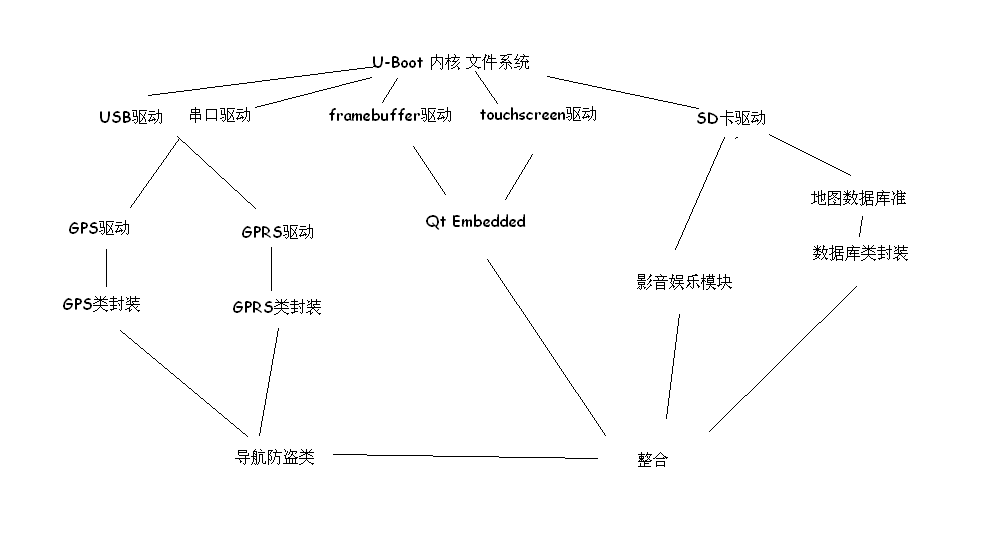 U-Boot 内核 文件系统
USB驱动
串口驱动
framebuffer驱动
touchscreen驱动
SD卡驱动
地图数据库准
GPS驱动
GPRS驱动
Qt Embedded
数据库类封装
影音娱乐模块
GPS类封装
GPRS类封装
导航防盗类
整合